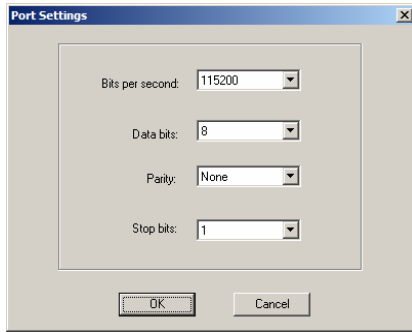 Port Settings
Bits per second: 115200
Data bits: 8
Parity: None
Stop bits: 1
OK Cancel